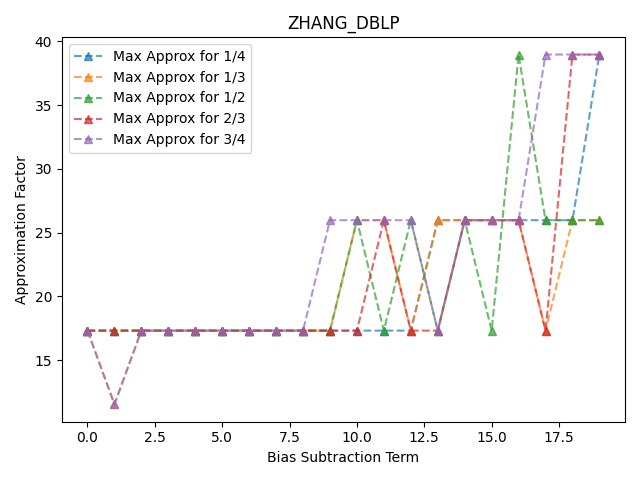 ZHANG_DBLP
Approximation Factor
40
35
30
25
20
15
Max Approx for 1/4
Max Approx for 1/3
Max Approx for 1/2
Max Approx for 2/3
Max Approx for 3/4
0.0 2.5 5.0 7.5 10.0 12.5 15.0 17.5
Bias Subtraction Term